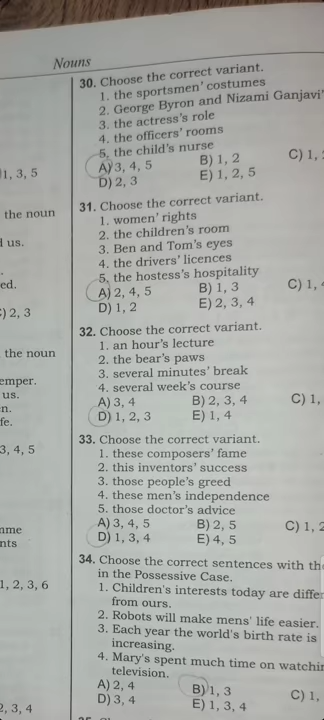 Nouns
1, 3, 5
the noun
us.
ed.
2, 3
the noun
emper.
us.
n.
fe.
3, 4, 5
nts
1, 2, 3, 6
2, 3, 4
30. Choose the correct variant.
1. the sportsmen' costumes
2. George Byron and Nizami Ganjavi'
3. the actress's role
4. the officers' rooms
5. the child's nurse
A) 3, 4, 5 B) 1, 2 C) 1,
D) 2, 3 E) 1, 2, 5
31. Choose the correct variant.
1. women' rights
2. the children's room
3. Ben and Tom's eyes
4. the drivers' licences
5. the hostess's hospitality
A) 2, 4, 5 B) 1, 3 C) 1,
D) 1, 2 E) 2, 3, 4
32. Choose the correct variant.
1. an hour's lecture
2. the bear's paws
3. several minutes' break
4. several week's course
A) 3, 4 B) 2, 3, 4 C) 1,
D) 1, 2, 3 E) 1, 4
33. Choose the correct variant.
1. these composers' fame
2. this inventors' success
3. those people's greed
4. these men's independence
5. those doctor's advice
A) 3, 4, 5 B) 2, 5 C) 1, 2
D) 1, 3, 4 E) 4, 5
34. Choose the correct sentences with the
in the Possessive Case.
1. Children's interests today are differ
from ours.
2. Robots will make mens' life easier.
3. Each year the world's birth rate is
increasing.
4. Mary's spent much time on watchin
television.
A) 2, 4 B) 1, 3 C) 1,
D) 3, 4 E) 1, 3, 4